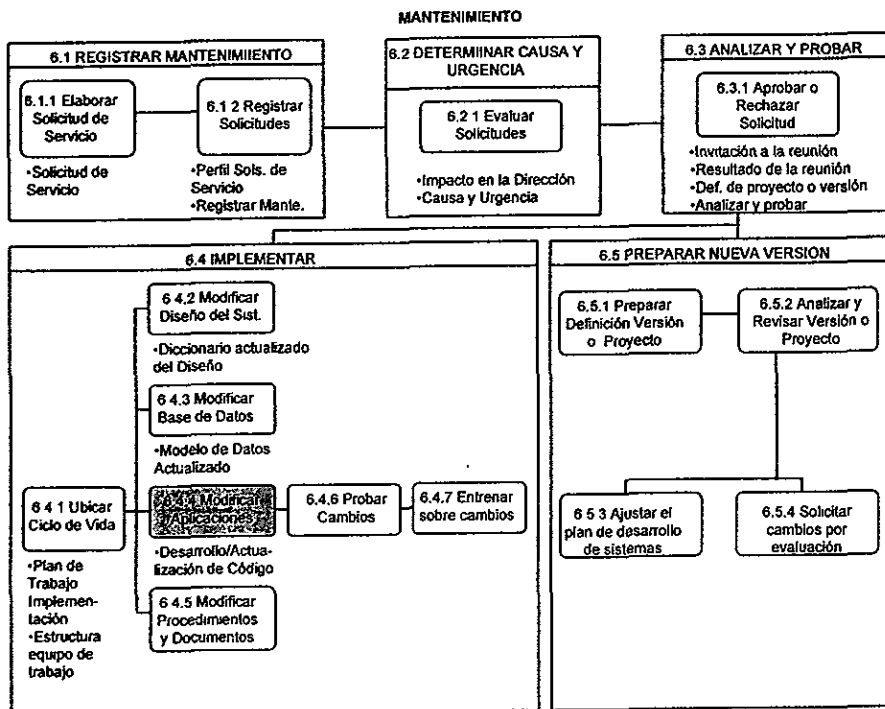 MANTENIMIENTO
6.1 REGISTRAR MANTENIMIIENTO
6.1.1 Elaborar
Solicitud de
Servicio
•Solicitud de
Servicio
6.1 2 Registrar
Solicitudes
•Perfil Sols. de
Servicio
•Registrar Mante.
6.2 DETERMIINAR CAUSA Y
URGENCIA
6.2 1 Evaluar
Solicitudes
•Impacto en la Dirección
•Causa y Urgencia
6.3 ANALIZAR Y PROBAR
6.3.1 Aprobar o
Rechazar
Solicitud
•Invitación a la reunión
•Resultado de la reunión
•Def. de proyecto o versión
•Analizar y probar
6.4 IMPLEMENTAR
6 4.2 Modificar
Diseño del Sist.
•Diccionario actualizado
del Diseño
6 4.3 Modificar
Base de Datos
•Modelo de Datos
Actualizado
6 4 1 Ubicar
Ciclo de Vida
•Plan de
Trabajo
Implemen-
tación
•Estructura
equipo de
trabajo
6 4.4 Modificar
Aplicaciones
•Desarrollo/Actua-
lización de Código
6.4.6 Probar
Cambios
6.4.7 Entrenar
sobre cambios
6 4.5 Modificar
Procedimientos
y Documentos
6.5 PREPARAR NUEVA VERSION
6.5.1 Preparar
Definición Versión
o Proyecto
6.5.2 Analizar y
Revisar Versión o
Proyecto
6 5 3 Ajustar el
plan de desarrollo
de sistemas
6.5.4 Solicitar
cambios por
evaluación